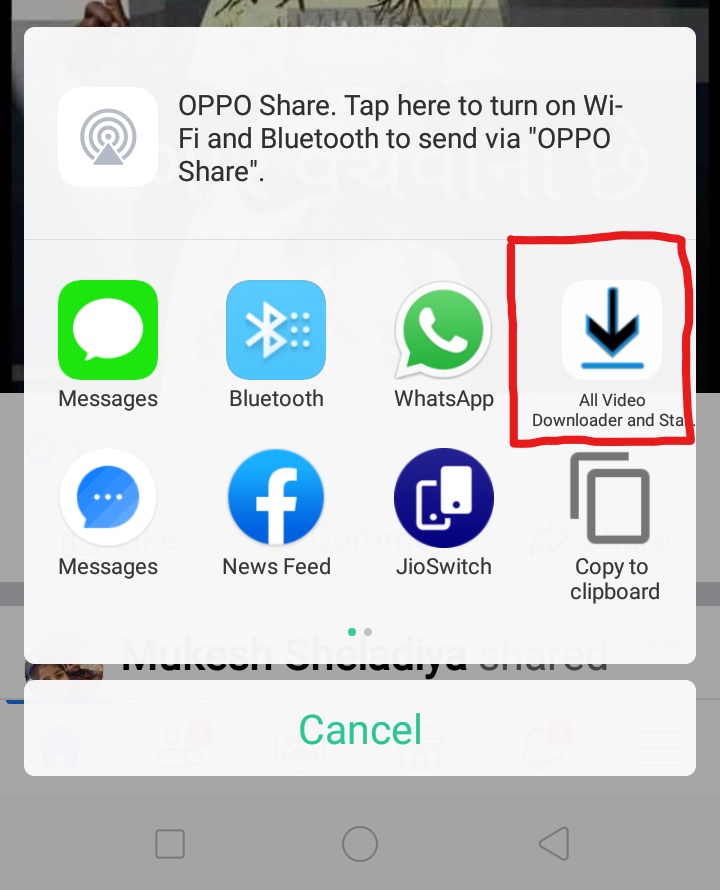 OPPO Share. Tap here to turn on Wi-
Fi and Bluetooth to send via "OPPO
Share".
Messages
Bluetooth
WhatsApp
All Video
Downloader and Sta...
Messages
News Feed
JioSwitch
Copy to
clipboard
Mukesh Sheladiya shared
Cancel